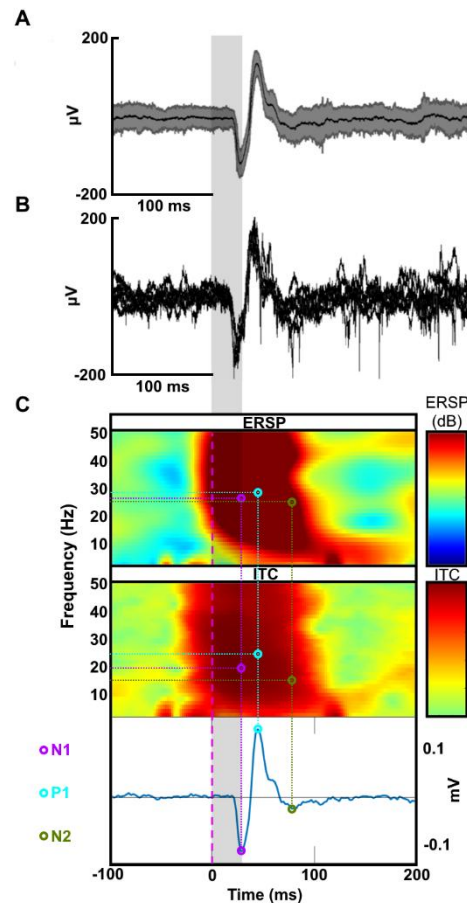 A
200
µV
-200
100 ms
B
200
µV
-200
100 ms
C
ERSP
ERSP
(dB)
50
40
30
20
10
Frequency (Hz)
ITC
ITC
50
40
30
20
10
N1
P1
N2
0.1
mV
-0.1
-100 0 100 200
Time (ms)